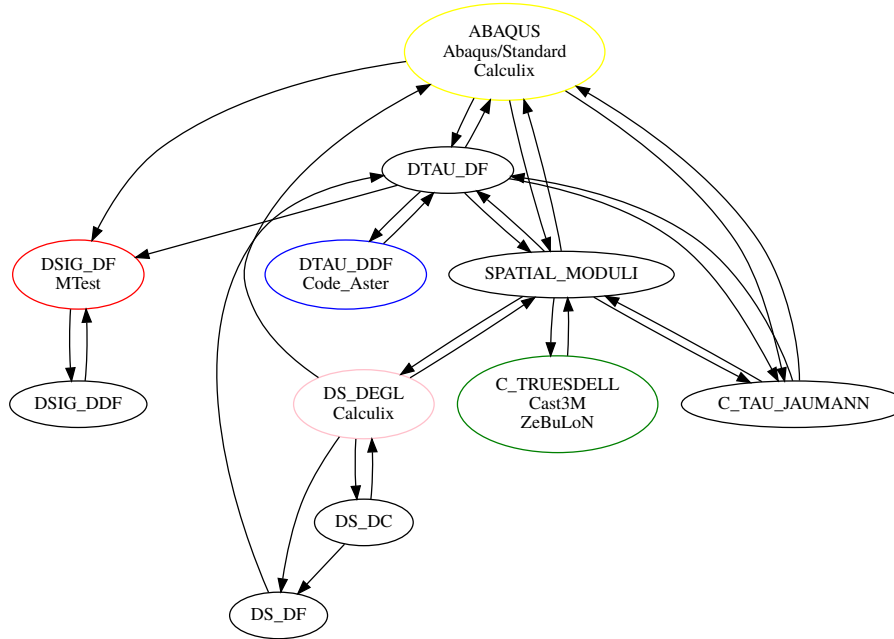 ABAQUS
Abaqus/Standard
Calculix
DTAU_DF
DSIG_DF
MTest
DTAU_DDF
Code_Aster
SPATIAL_MODULI
DSIG_DDF
DS_DEGL
Calculix
C_TRUESDELL
Cast3M
ZeBuLoN
C_TAU_JAUMANN
DS_DC
DS_DF